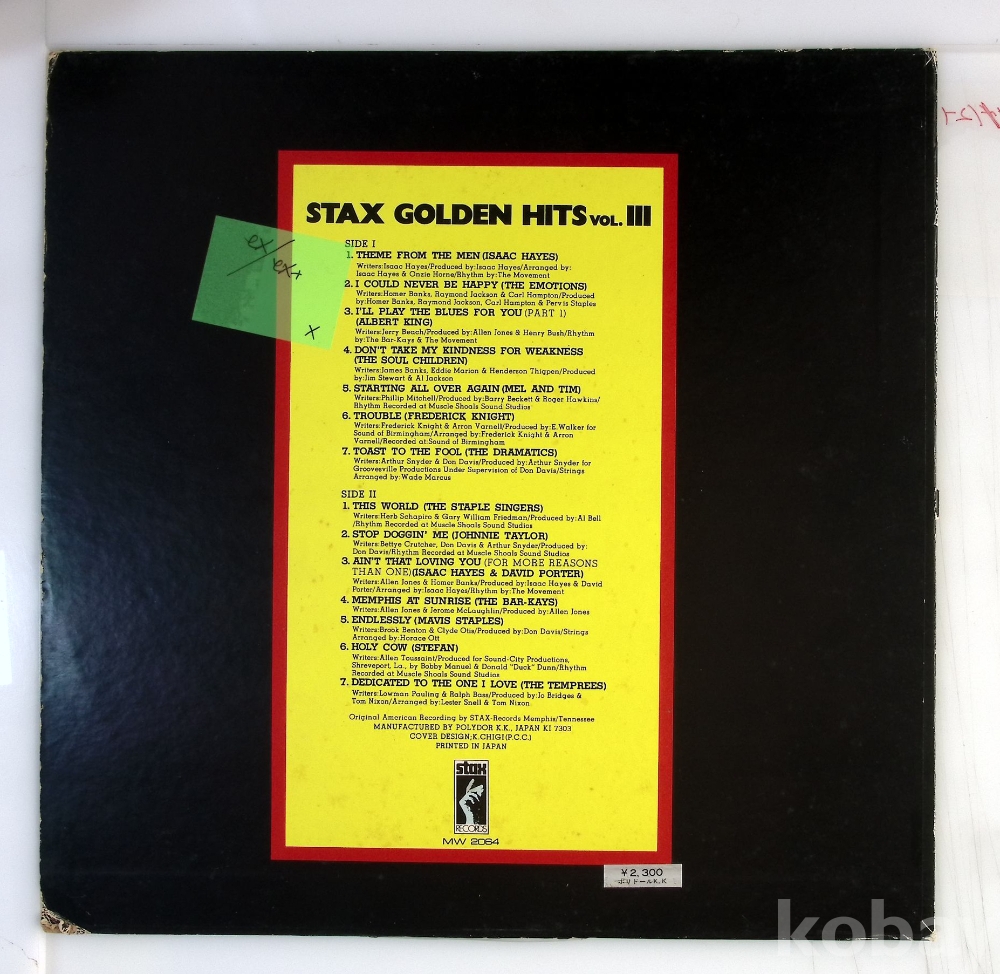 STAX GOLDEN HITS VOL. III
ex/ex+
x
SIDE I
1. THEME FROM THE MEN (ISAAC HAYES)
Writers:Isaac Hayes/Produced by:Isaac Hayes/Arranged by:
Isaac Hayes & Onzie Horne/Rhythm by:The Movement
2. I COULD NEVER BE HAPPY (THE EMOTIONS)
Writers:Homer Banks, Raymond Jackson & Carl Hampton/Produced
by:Homer Banks, Raymond Jackson, Carl Hampton & Pervis Staples
3. I'LL PLAY THE BLUES FOR YOU (PART 1)
(ALBERT KING)
Writers:Jerry Beach/Produced by:Allen Jones & Henry Bush/Rhythm
by:The Bar-Kays & The Movement
4. DON'T TAKE MY KINDNESS FOR WEAKNESS
(THE SOUL CHILDREN)
Writers:James Banks, Eddie Marion & Henderson Thigpen/Produced
by:Jim Stewart & Al Jackson
5. STARTING ALL OVER AGAIN (MEL AND TIM)
Writers:Phillip Mitchell/Produced by:Barry Beckett & Roger Hawkins/
Rhythm Recorded at Muscle Shoals Sound Studios
6. TROUBLE (FREDERICK KNIGHT)
Writers:Frederick Knight & Arron Varnell/Produced by:E.Walker for
Sound of Birmingham/Arranged by:Frederick Knight & Arron
Varnell/Recorded at:Sound of Birmingham
7. TOAST TO THE FOOL (THE DRAMATICS)
Writers:Arthur Snyder & Don Davis/Produced by:Arthur Snyder for
Groovesville Productions Under Supervision of Don Davis/Strings
Arranged by:Wade Marcus
SIDE II
1. THIS WORLD (THE STAPLE SINGERS)
Writers:Herb Schapiro & Gary William Friedman/Produced by:Al Bell
/Rhythm Recorded at Muscle Shoals Sound Studios
2. STOP DOGGIN' ME (JOHNNIE TAYLOR)
Writers:Bettye Crutcher, Don Davis & Arthur Snyder/Produced by:
Don Davis/Rhythm Recorded at Muscle Shoals Sound Studios
3. AIN'T THAT LOVING YOU (FOR MORE REASONS
THAN ONE)(ISAAC HAYES & DAVID PORTER)
Writers:Allen Jones & Homer Banks/Produced by:Isaac Hayes & David
Porter/Arranged by:Isaac Hayes/Rhythm by:The Movement
4. MEMPHIS AT SUNRISE (THE BAR-KAYS)
Writers:Allen Jones & Jerome McLaughlin/Produced by:Allen Jones
5. ENDLESSLY (MAVIS STAPLES)
Writers:Brook Benton & Clyde Otis/Produced by:Don Davis/Strings
Arranged by:Horace Ott
6. HOLY COW (STEFAN)
Writers:Allen Toussaint/Produced for Sound-City Productions,
Shreveport, La., by Bobby Manuel & Donald "Duck" Dunn/Rhythm
Recorded at Muscle Shoals Sound Studios
7. DEDICATED TO THE ONE I LOVE (THE TEMPREES)
Writers:Lowman Pauling & Ralph Bass/Produced by:Jo Bridges &
Tom Nixon/Arranged by:Lester Snell & Tom Nixon.
Original American Recording by STAX-Records Memphis/Tennessee
MANUFACTURED BY POLYDOR K.K., JAPAN KI 7303
COVER DESIGN;K.CHIGI(P.C.C.)
PRINTED IN JAPAN
stax
RECORDS
MW 2064
¥2,300
ポリドールK.K
koba